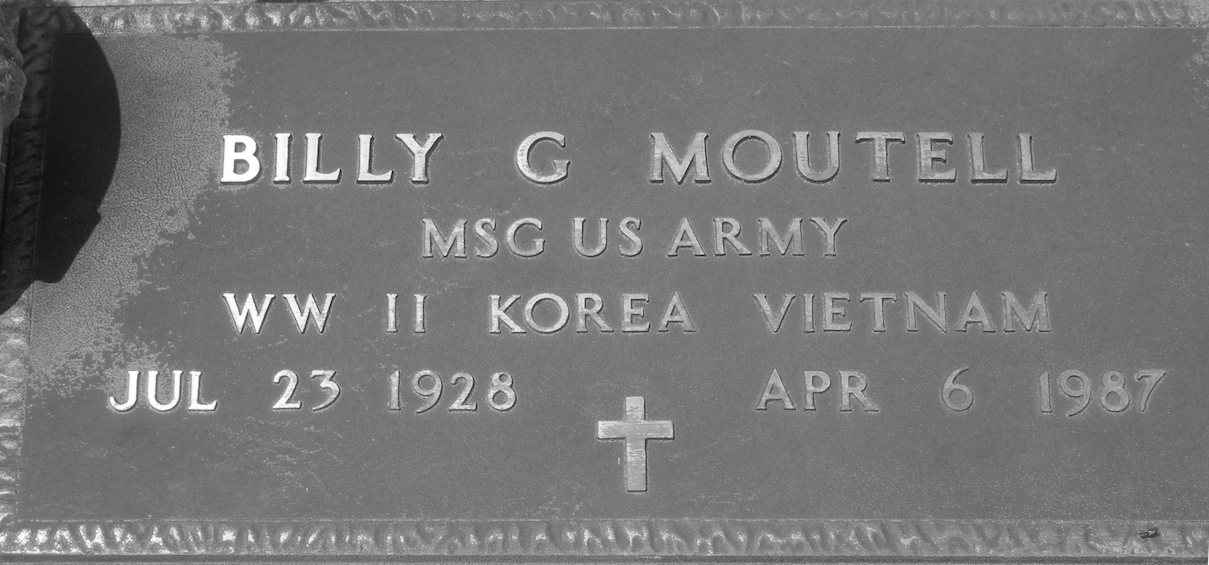 BILLY G MOUTELL
MSG US ARMY
WW II KOREA VIETNAM
JUL 23 1928 APR 6 1987